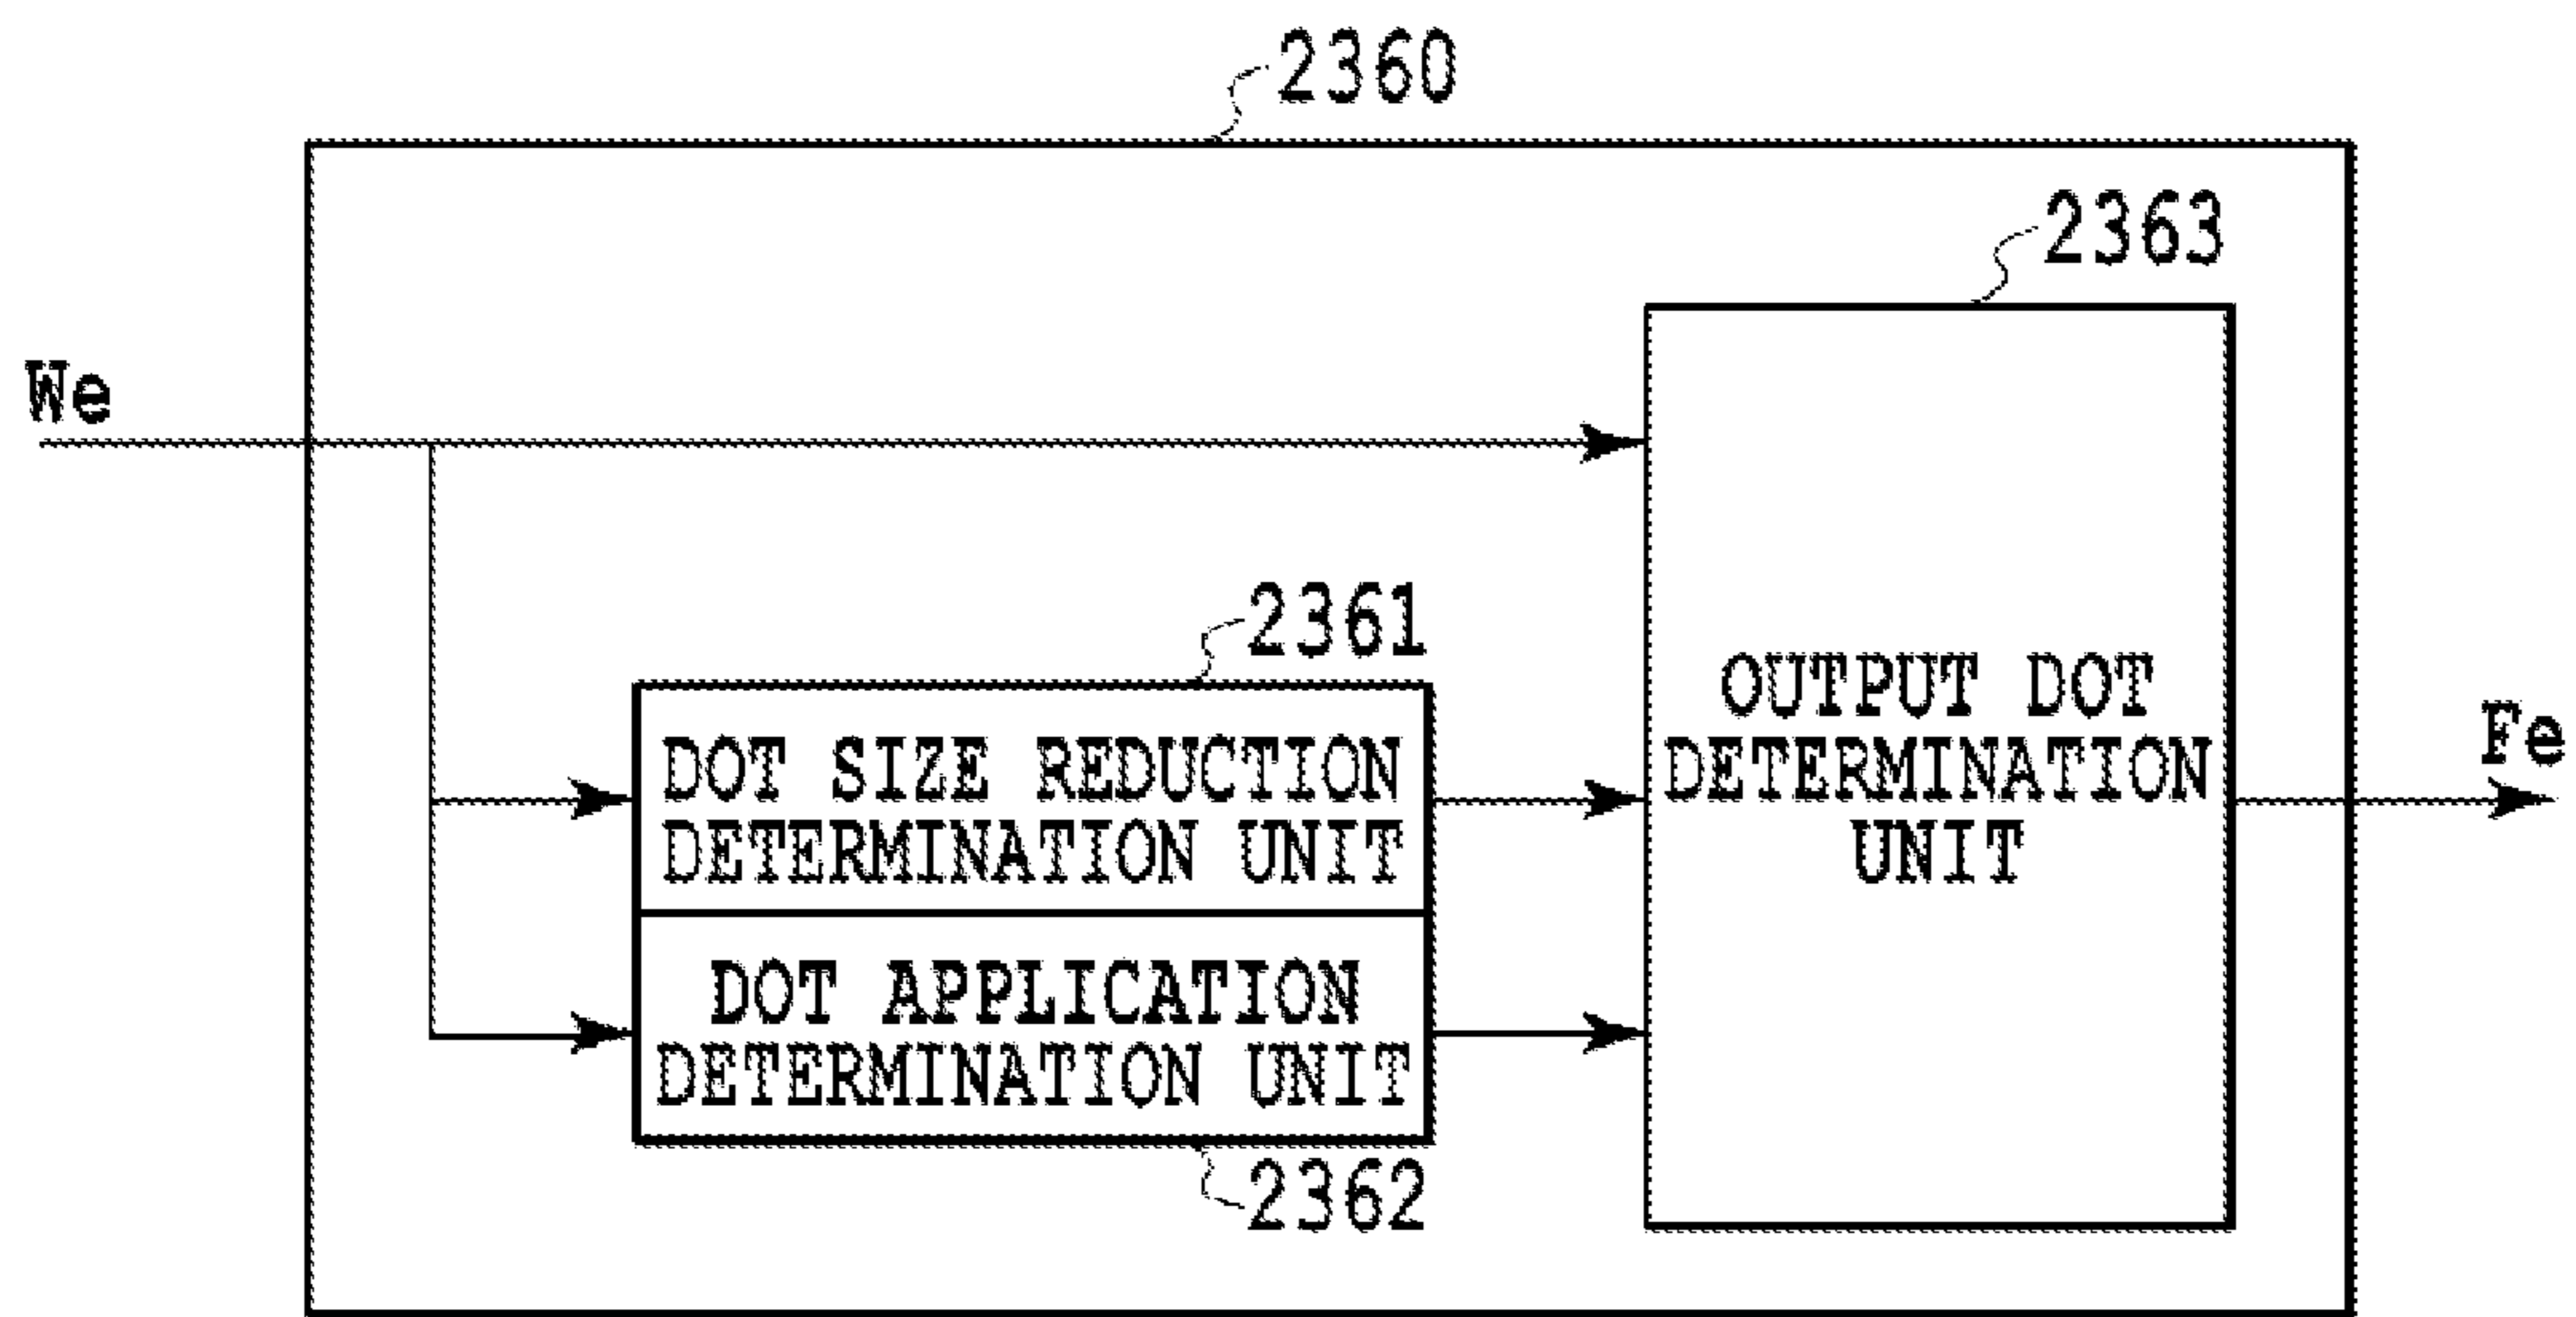 2360
2363
We
2361
DOT SIZE REDUCTION
DETERMINATION UNIT
DOT APPLICATION
DETERMINATION UNIT
2362
OUTPUT DOT
DETERMINATION
UNIT
Fe